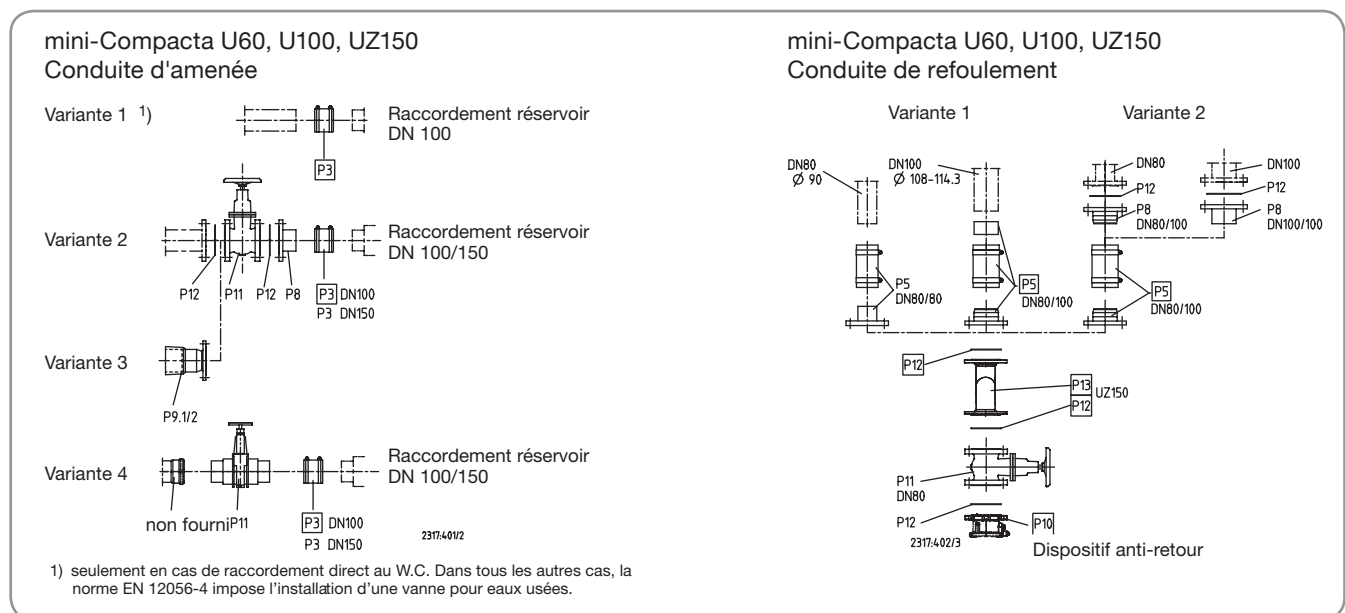 mini-Compacta U60, U100, UZ150
Conduite d'amenée
Variante 1 1)
Raccordement réservoir
DN 100
P3
Variante 2
Raccordement réservoir
DN 100/150
P12 P11 P12 P8 P3 DN100
P3 DN150
Variante 3
P9.1/2
Variante 4
Raccordement réservoir
DN 100/150
non fourni P11
P3 DN100
P3 DN150
2317:401/2
1) seulement en cas de raccordement direct au W.C. Dans tous les autres cas, la
norme EN 12056-4 impose l'installation d'une vanne pour eaux usées.
mini-Compacta U60, U100, UZ150
Conduite de refoulement
Variante 1 Variante 2
DN80
Ø 90
DN100
Ø 108-114.3
DN80
P12
P8
DN80/100
DN100
P12
P8
DN100/100
P5
DN80/80
P5
DN80/100
P5
DN80/100
P12
P13
P12
UZ150
P11
DN80
P12
P10
2317:402/3
Dispositif anti-retour